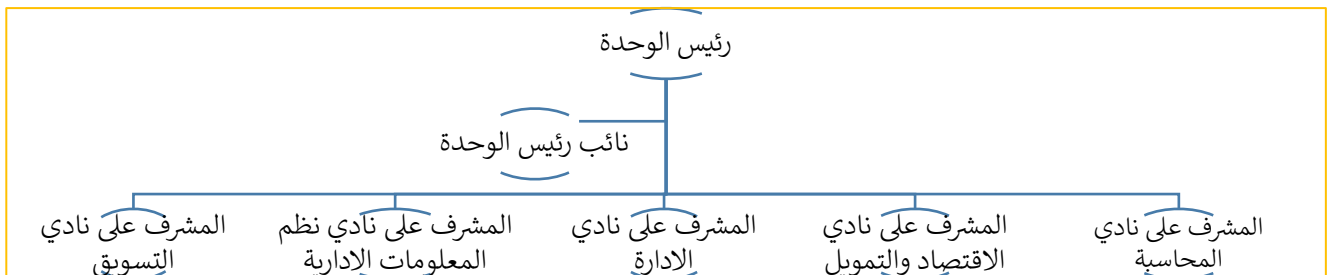 رئيس الوحدة
نائب رئيس الوحدة
المشرف على نادي
المحاسبة
المشرف على نادي
الاقتصاد والتمويل
المشرف على نادي
الادارة
المشرف على نادي نظم
المعلومات الادارية
المشرف على نادي
التسويق